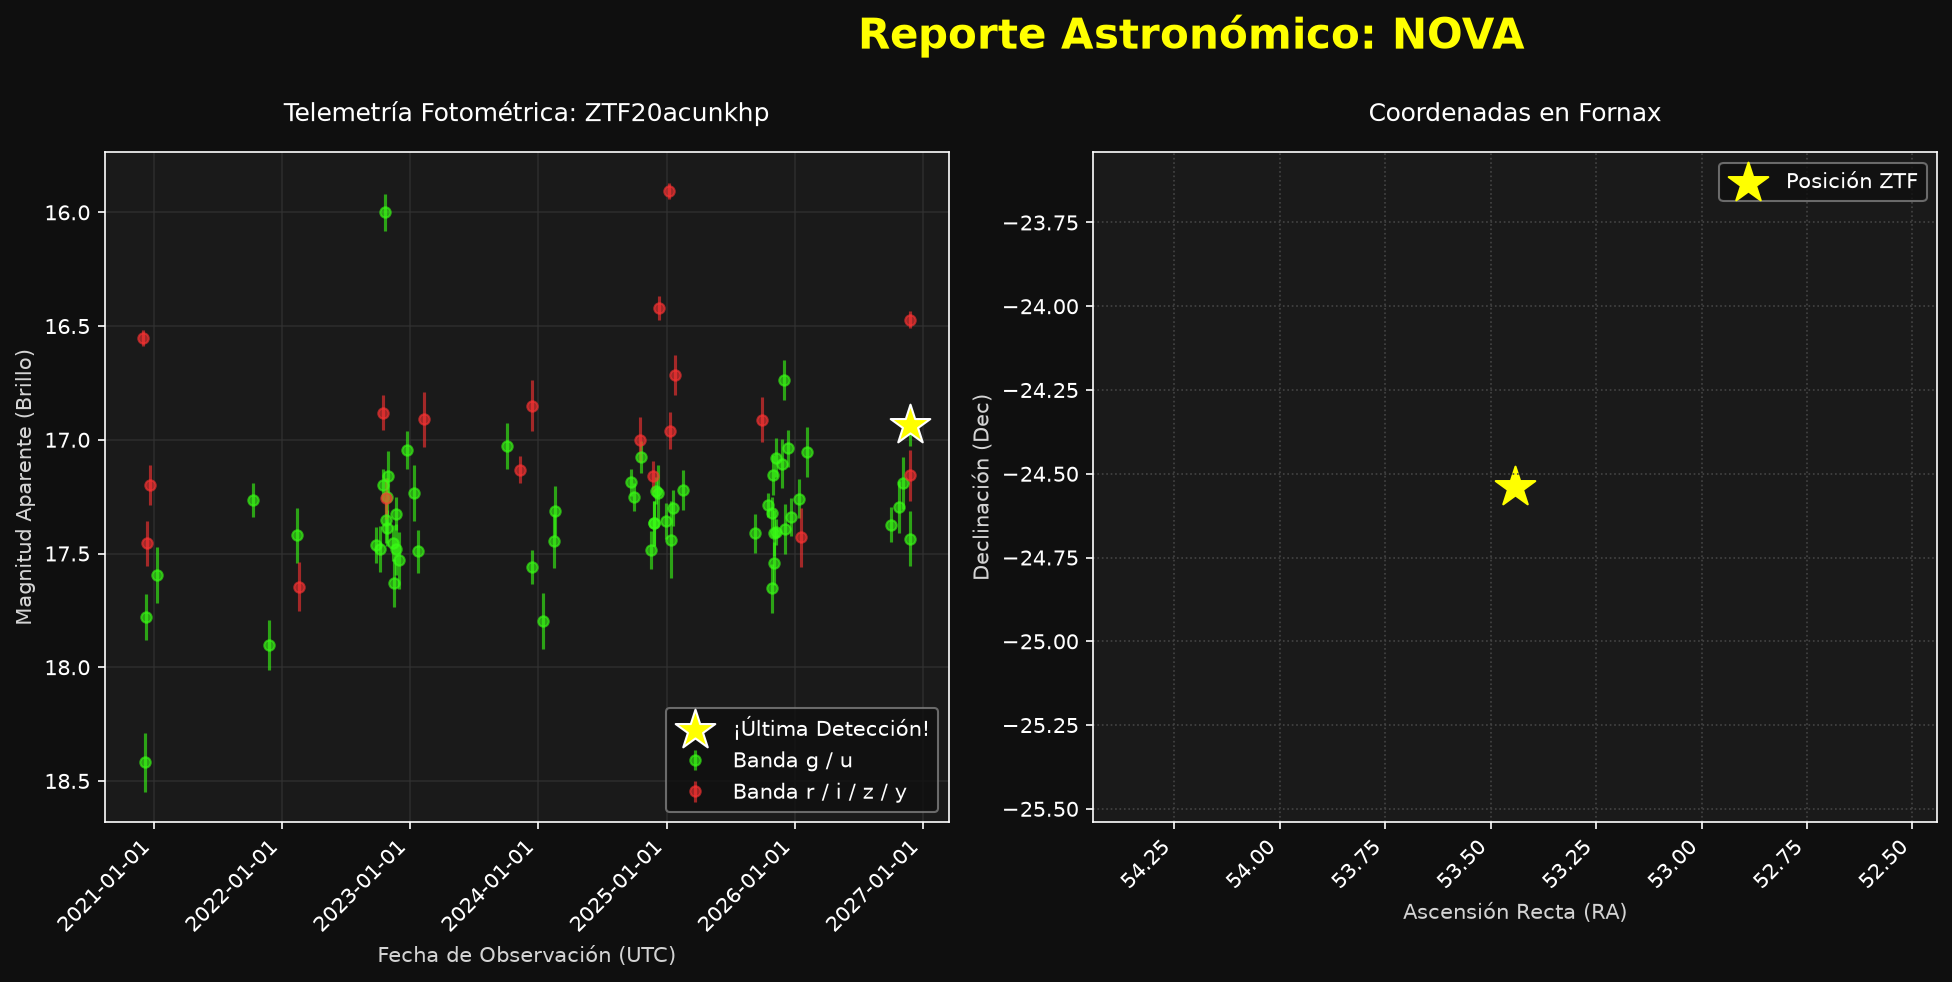 Reporte Astronómico: NOVA
Telemetría Fotométrica: ZTF20acunkhp
Magnitud Aparente (Brillo)
16.0
16.5
17.0
17.5
18.0
18.5
¡Última Detección!
Banda g / u
Banda r / i / z / y
2021-01-01
2022-01-01
2023-01-01
2024-01-01
2025-01-01
2026-01-01
2027-01-01
Fecha de Observación (UTC)
Coordenadas en Fornax
Posición ZTF
Declinación (Dec)
−23.75
−24.00
−24.25
−24.50
−24.75
−25.00
−25.25
−25.50
54.25
54.00
53.75
53.50
53.25
53.00
52.75
52.50
Ascensión Recta (RA)